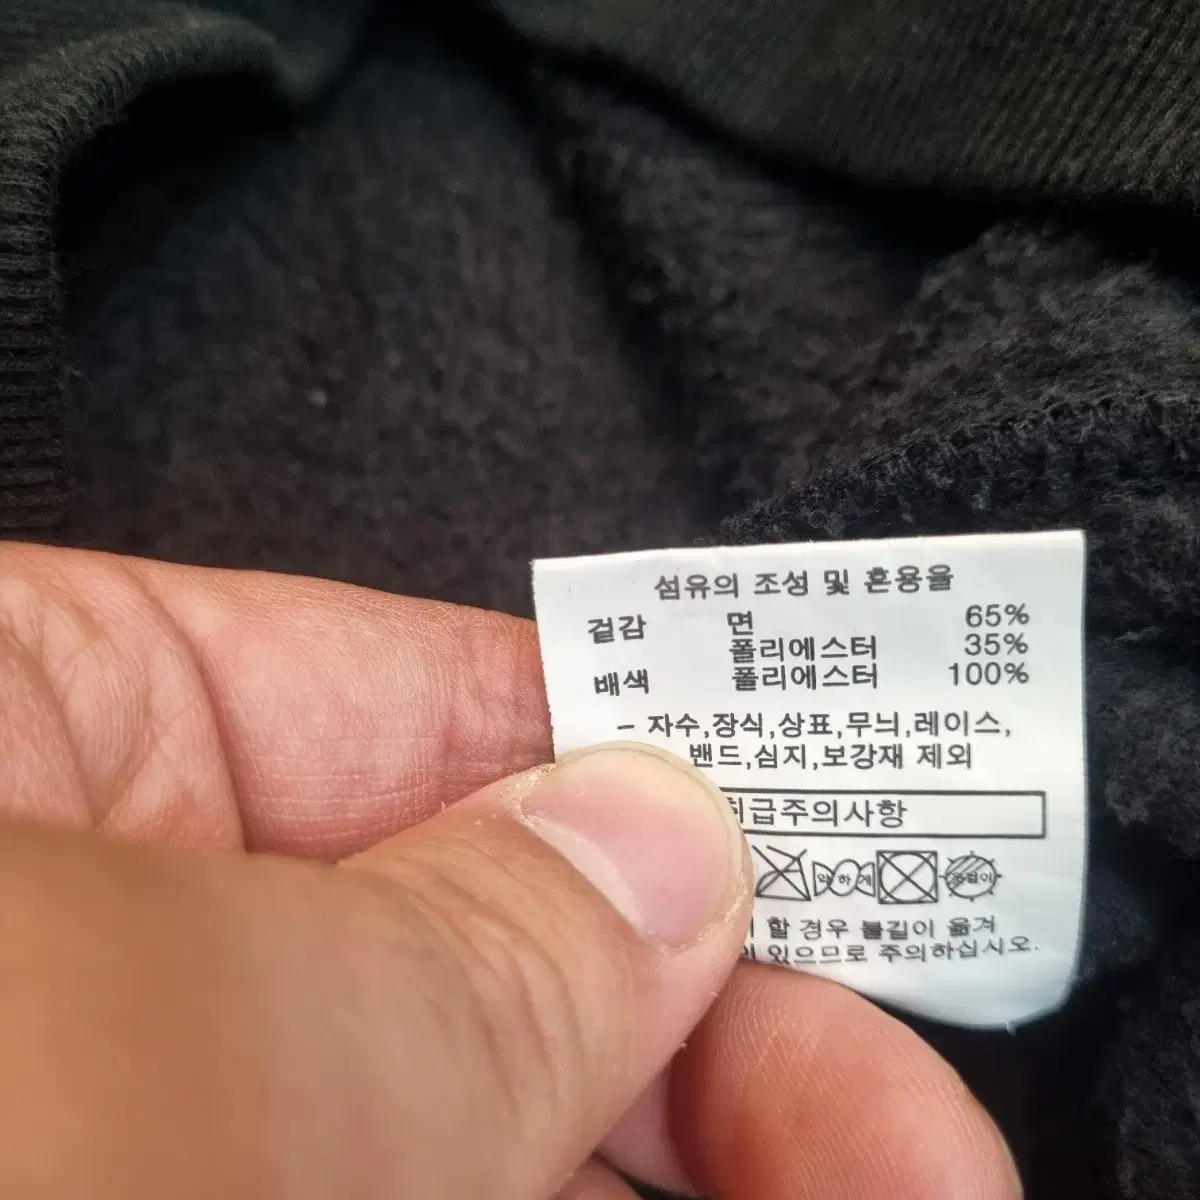 섬유의 조성 및 혼용율
겉감 면 65%
폴리에스터 35%
배색 폴리에스터 100%
- 자수,장식,상표,무늬,레이스,
밴드,심지,보강재 제외
취급주의사항
약하게 옷걸이
할 경우 불길이 옮겨
있으므로 주의하십시오.